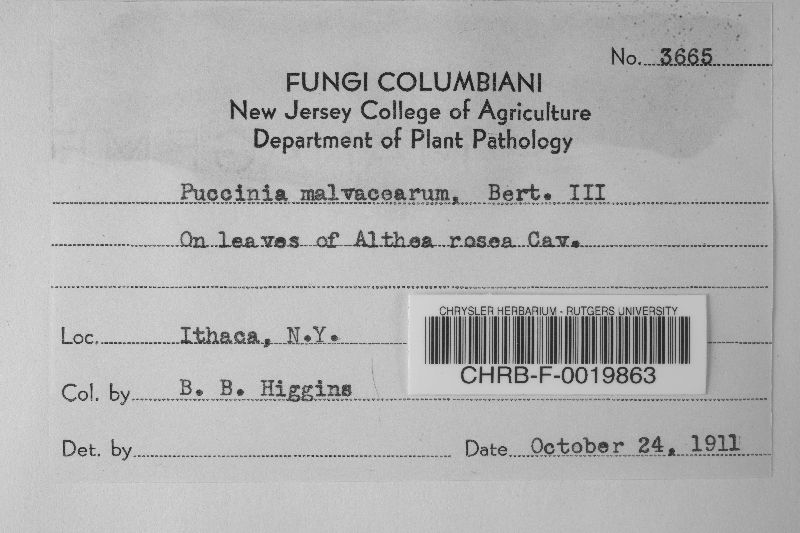 No. 3665
FUNGI COLUMBIANI
New Jersey College of Agriculture
Department of Plant Pathology
Puccinia malvacearum, Bert. III
On leaves of Althea rosea Cav.
CHRYSLER HERBARIUM - RUTGERS UNIVERSITY
CHRB-F-0019863
Loc. Ithaca, N.Y.
Col. by B. B. Higgins
Det. by
Date October 24, 1911